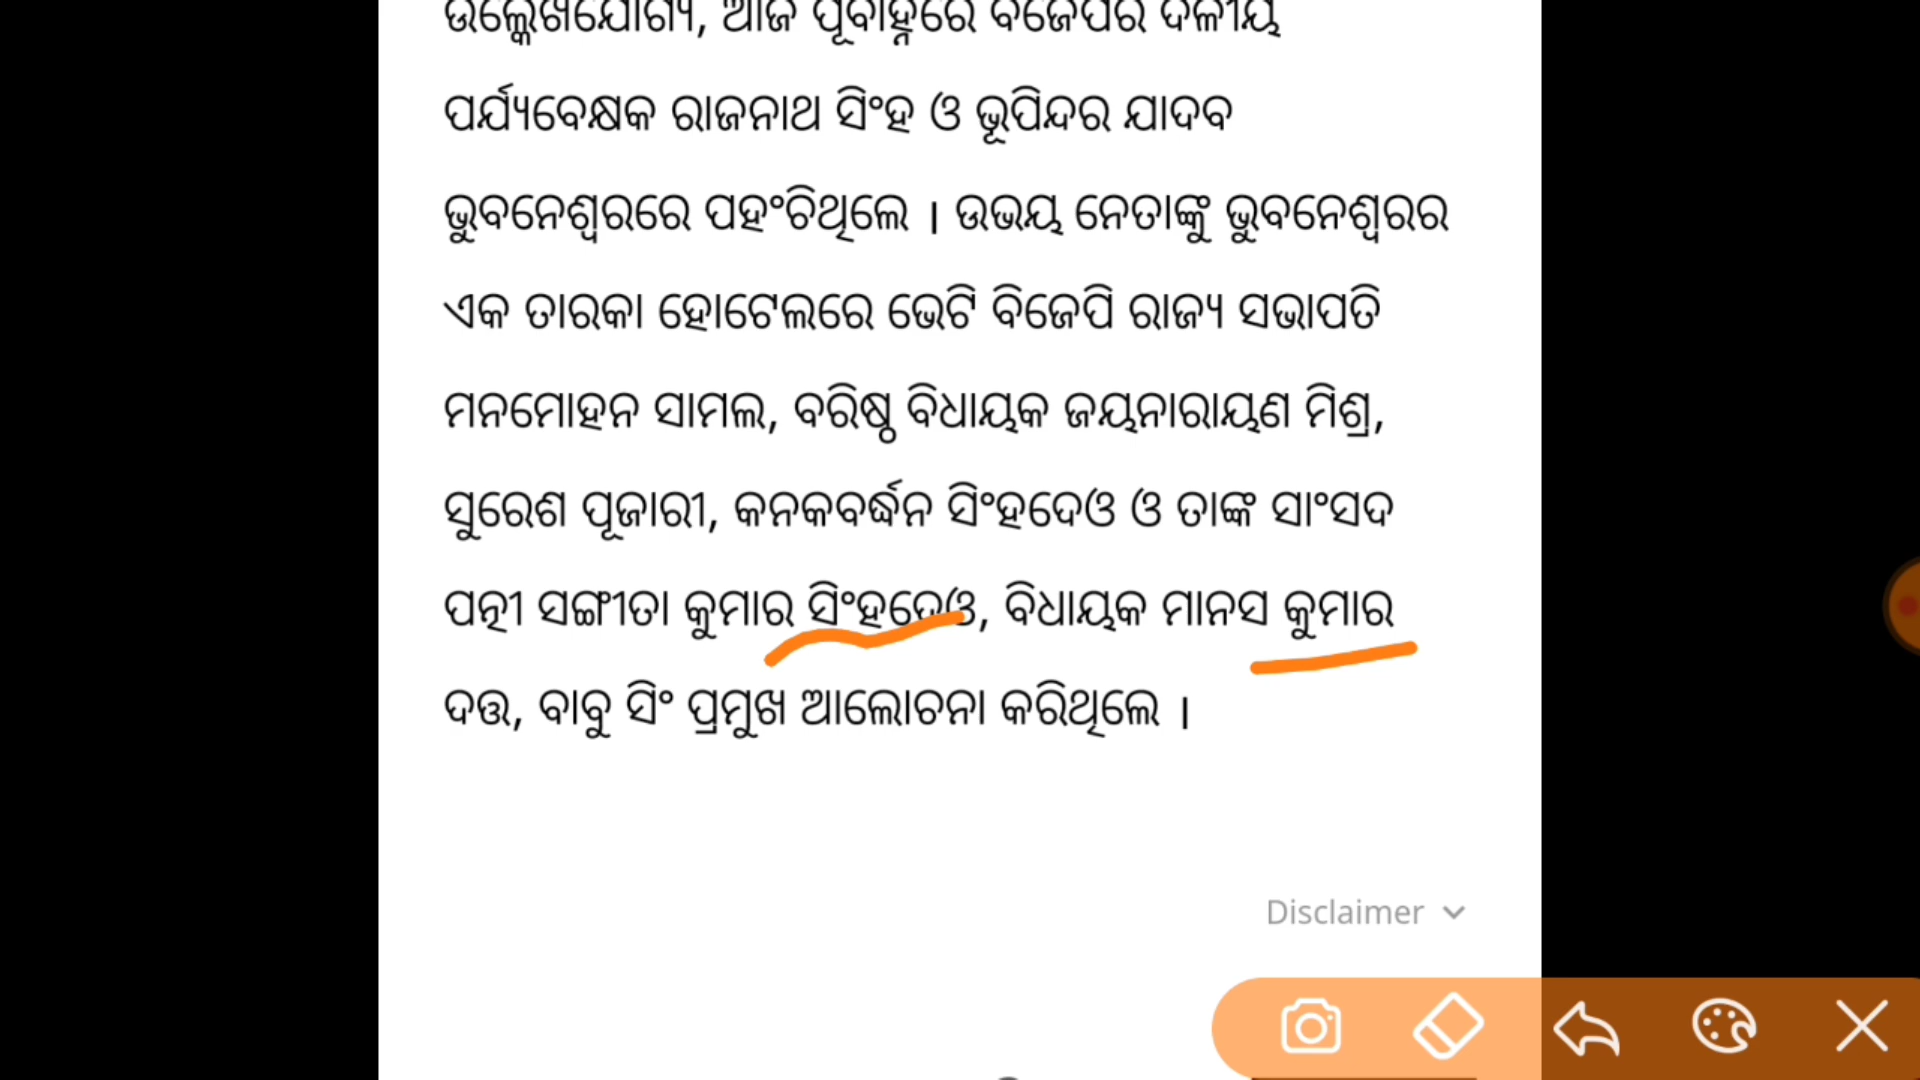 ଉଲ୍ଲେଖଯୋଗ୍ୟ, ଆଜି ପୂର୍ବାହ୍ନରେ ବିଜେପିର ଦଳୀୟ
ପର୍ଯ୍ୟବେକ୍ଷକ ରାଜନାଥ ସିଂହ ଓ ଭୂପିନ୍ଦର ଯାଦବ
ଭୁବନେଶ୍ୱରରେ ପହଂଚିଥିଲେ । ଉଭୟ ନେତାଙ୍କୁ ଭୁବନେଶ୍ୱରର
ଏକ ତାରକା ହୋଟେଲରେ ଭେଟି ବିଜେପି ରାଜ୍ୟ ସଭାପତି
ମନମୋହନ ସାମଲ, ବରିଷ୍ଠ ବିଧାୟକ ଜୟନାରାୟଣ ମିଶ୍ର,
ସୁରେଶ ପୂଜାରୀ, କନକବର୍ଦ୍ଧନ ସିଂହଦେଓ ଓ ତାଙ୍କ ସାଂସଦ
ପତ୍ନୀ ସଙ୍ଗୀତା କୁମାର ସିଂହଦେଓ, ବିଧାୟକ ମାନସ କୁମାର
ଦତ୍ତ, ବାବୁ ସିଂ ପ୍ରମୁଖ ଆଲୋଚନା କରିଥିଲେ ।
Disclaimer